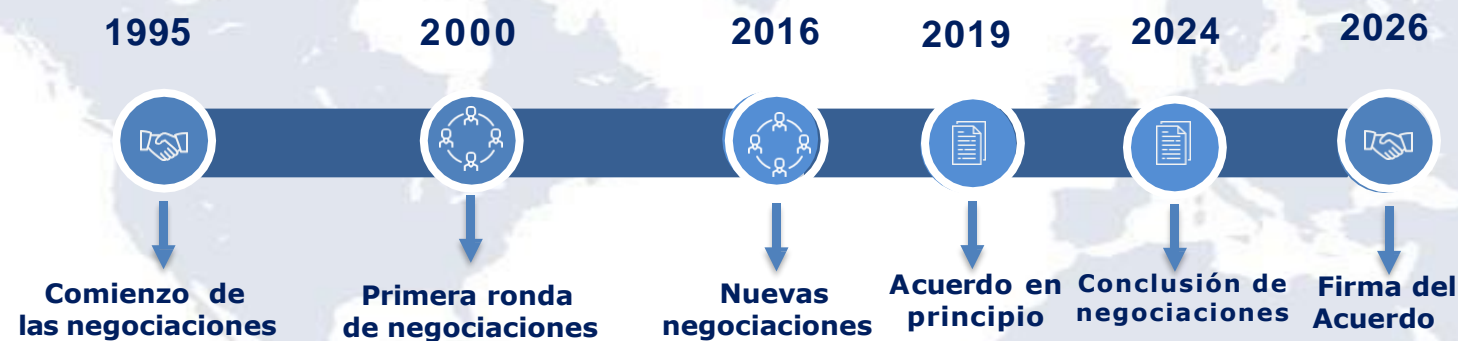 1995
2000
2016
2019
2024
2026
Comienzo de
las negociaciones
Primera ronda
de negociaciones
Nuevas
negociaciones
Acuerdo en
principio
Conclusión de
negociaciones
Firma del
Acuerdo